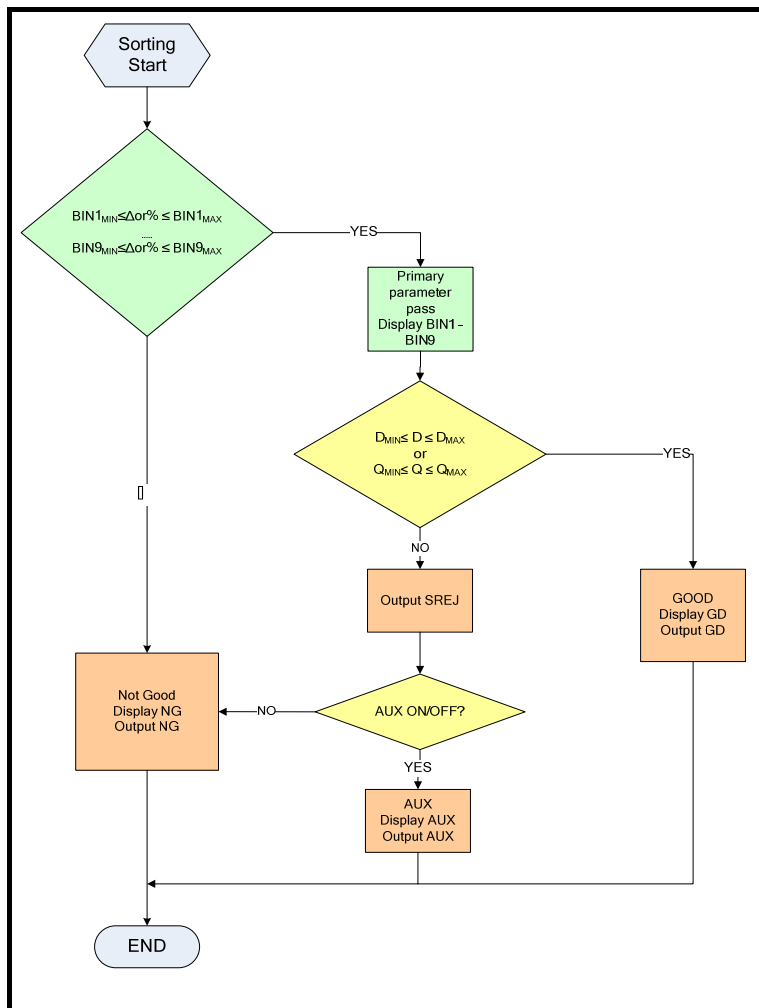 Sorting
Start
BIN1MIN≤Δor% ≤ BIN1MAX
.....
BIN9MIN≤Δor% ≤ BIN9MAX
YES
Primary
parameter
pass
Display BIN1-
BIN9
DMIN≤ D ≤ DMAX
or
QMIN≤ Q ≤ QMAX
YES
NO
Output SREJ
GOOD
Display GD
Output GD
Not Good
Display NG
Output NG
NO
AUX ON/OFF?
YES
AUX
Display AUX
Output AUX
END